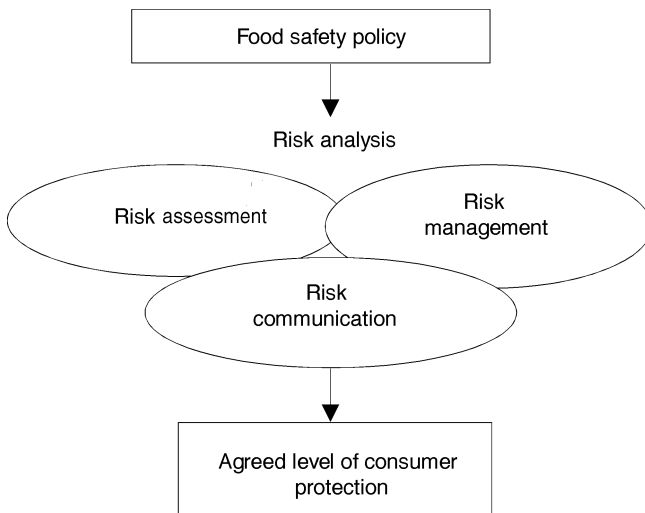 Food safety policy
Risk analysis
Risk assessment
Risk
management
Risk
communication
Agreed level of consumer
protection